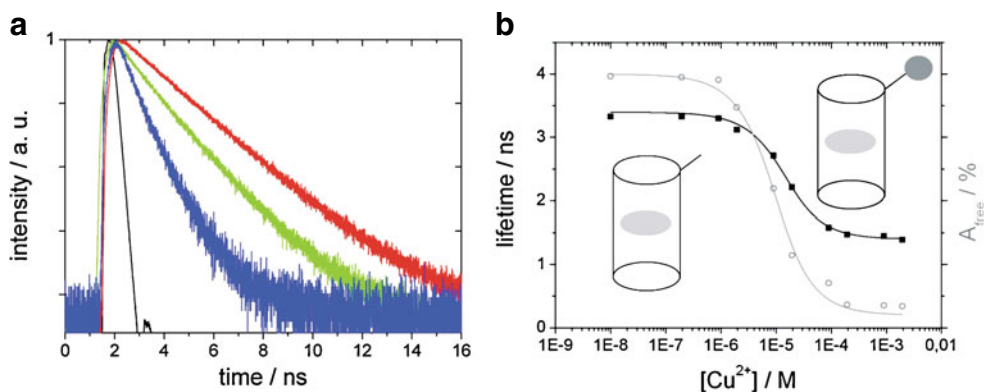 a
1
intensity / a. u.
0 2 4 6 8 10 12 14 16
time / ns
b
4
3
2
1
0
lifetime / ns
A_free / %
1E-9 1E-8 1E-7 1E-6 1E-5 1E-4 1E-3 0,01
[Cu²⁺] / M